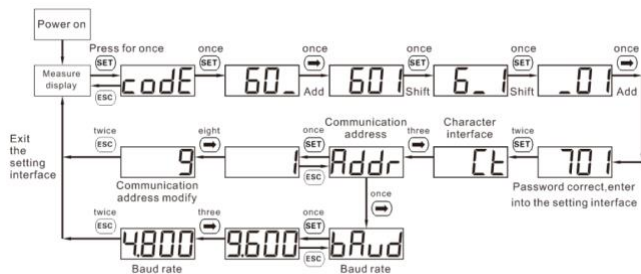 Power on
Press for once
once
once
once
once
once
Measure
display
SET
ESC
codE
SET
60_
➡
Add
601
SET
Shift
6_1
SET
Shift
_01
➡
Add
Exit
the
setting
interface
twice
ESC
9
eight
➡
1
once
SET
ESC
Communication
address
Addr
three
➡
Character
interface
Ct
twice
SET
701
Communication
address modify
Password correct,enter
into the setting interface
once
➡
twice
ESC
4.800
three
➡
9.600
once
SET
ESC
bAud
Baud rate
Baud rate